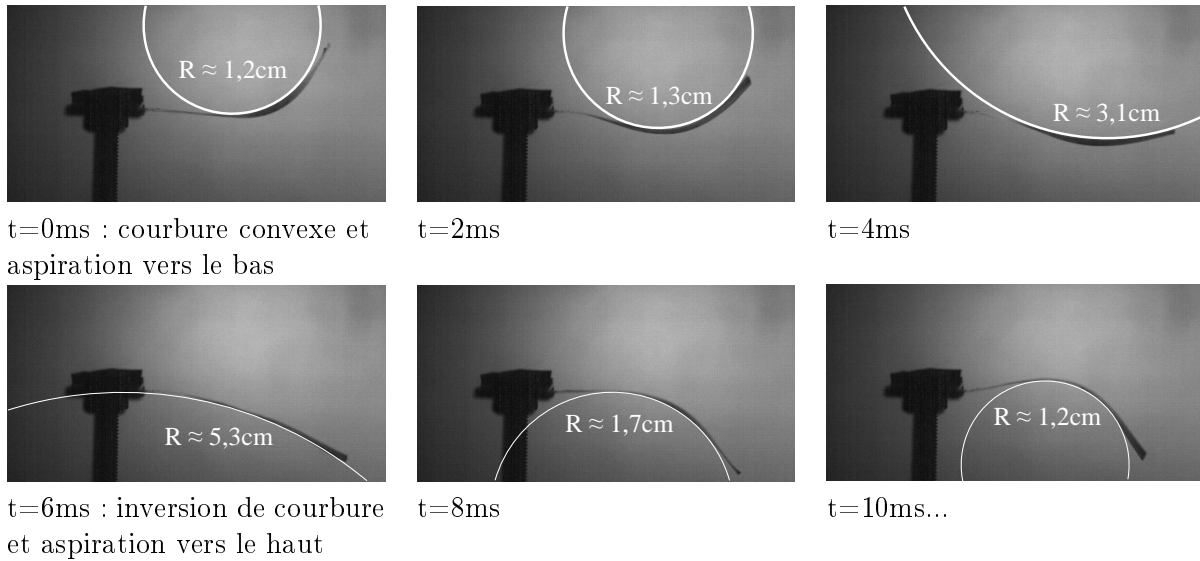 R ≈ 1,2cm
R ≈ 1,3cm
R ≈ 3,1cm
t=0ms : courbure convexe et
aspiration vers le bas
t=2ms
t=4ms
R ≈ 5,3cm
R ≈ 1,7cm
R ≈ 1,2cm
t=6ms : inversion de courbure
et aspiration vers le haut
t=8ms
t=10ms...